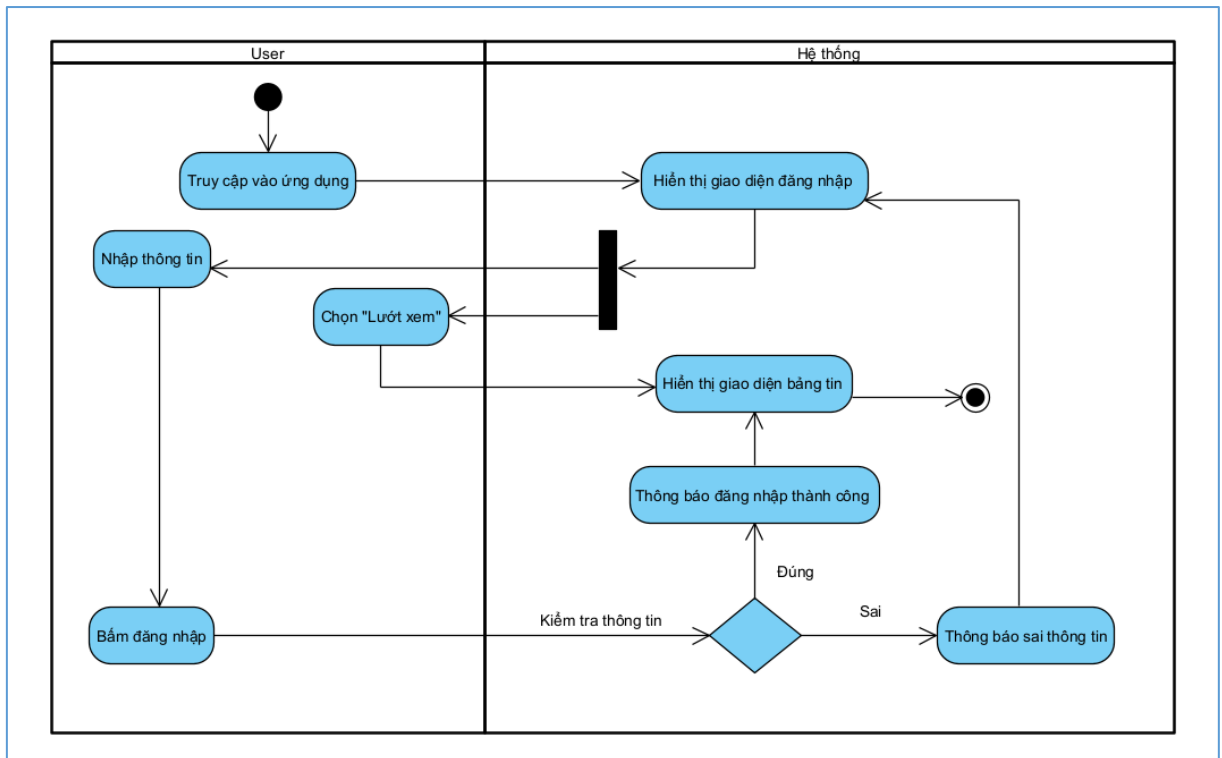 User
Hệ thống
Truy cập vào ứng dụng
Hiển thị giao diện đăng nhập
Nhập thông tin
Chọn "Lướt xem"
Hiển thị giao diện bảng tin
Thông báo đăng nhập thành công
Đúng
Kiểm tra thông tin
Sai
Bấm đăng nhập
Thông báo sai thông tin